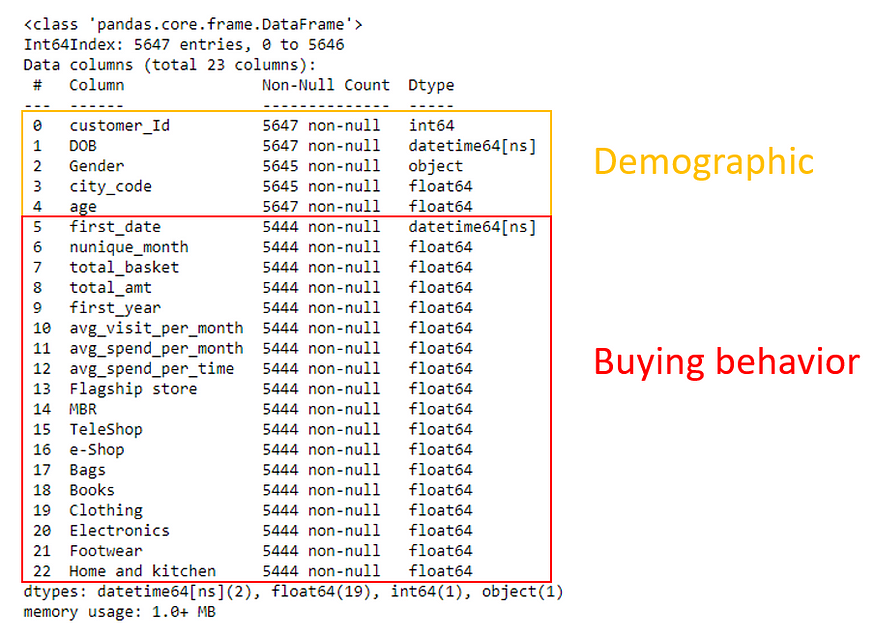 <class 'pandas.core.frame.DataFrame'>
Int64Index: 5647 entries, 0 to 5646
Data columns (total 23 columns):
 #   Column               Non-Null Count  Dtype
---  ------               --------------  -----
 0   customer_Id          5647 non-null   int64
 1   DOB                  5647 non-null   datetime64[ns]
 2   Gender               5645 non-null   object
 3   city_code            5645 non-null   float64
 4   age                  5647 non-null   float64
Demographic
 5   first_date           5444 non-null   datetime64[ns]
 6   nunique_month        5444 non-null   float64
 7   total_basket         5444 non-null   float64
 8   total_amt            5444 non-null   float64
 9   first_year           5444 non-null   float64
 10  avg_visit_per_month  5444 non-null   float64
 11  avg_spend_per_month  5444 non-null   float64
 12  avg_spend_per_time   5444 non-null   float64
 13  Flagship store       5444 non-null   float64
 14  MBR                  5444 non-null   float64
 15  TeleShop             5444 non-null   float64
 16  e-Shop               5444 non-null   float64
 17  Bags                 5444 non-null   float64
 18  Books                5444 non-null   float64
 19  Clothing             5444 non-null   float64
 20  Electronics          5444 non-null   float64
 21  Footwear             5444 non-null   float64
 22  Home and kitchen     5444 non-null   float64
Buying behavior
dtypes: datetime64[ns](2), float64(19), int64(1), object(1)
memory usage: 1.0+ MB